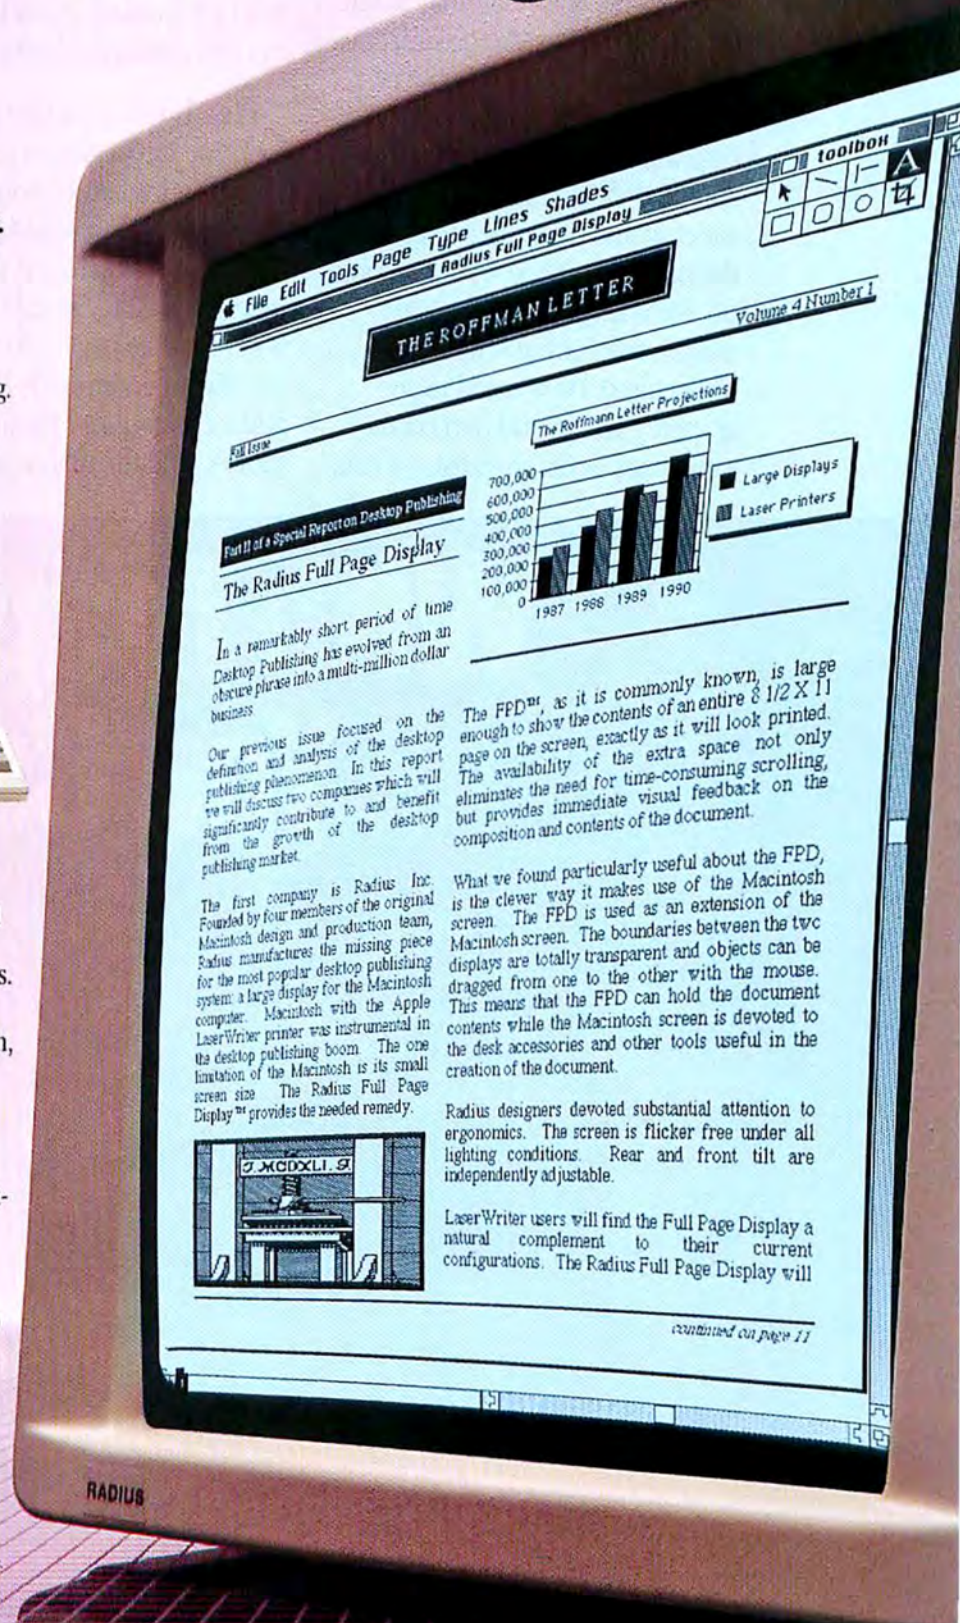 File Edit Tools Page Type Lines Shades
Radius Full Page Display
toolbox
A
THE ROFFMAN LETTER
Volume 4 Number 1
Full Issue
Part II of a Special Report on Desktop Publishing
The Radius Full Page Display
In a remarkably short period of time
Desktop Publishing has evolved from an
obscure phrase into a multi-million dollar
business
Our previous issue focused on the
definition and analysis of the desktop
publishing phenomenon. In this report
we will discuss two companies which will
significantly contribute to and benefit
from the growth of the desktop
publishing market.
The first company is Radius Inc.
Founded by four members of the original
Macintosh design and production team,
Radius manufactures the missing piece
for the most popular desktop publishing
system: a large display for the Macintosh
computer. Macintosh with the Apple
LaserWriter printer was instrumental in
the desktop publishing boom. The one
limitation of the Macintosh is its small
screen size. The Radius Full Page
Display™ provides the needed remedy.
J. MCDXLI. G
The Roffmann Letter Projections
700,000
600,000
500,000
400,000
300,000
200,000
100,000
0
1987 1988 1989 1990
Large Displays
Laser Printers
The FPD™, as it is commonly known, is large
enough to show the contents of an entire 8 1/2 X 11
page on the screen, exactly as it will look printed.
The availability of the extra space not only
eliminates the need for time-consuming scrolling,
but provides immediate visual feedback on the
composition and contents of the document.
What we found particularly useful about the FPD,
is the clever way it makes use of the Macintosh
screen. The FPD is used as an extension of the
Macintosh screen. The boundaries between the two
displays are totally transparent and objects can be
dragged from one to the other with the mouse.
This means that the FPD can hold the document
contents while the Macintosh screen is devoted to
the desk accessories and other tools useful in the
creation of the document.
Radius designers devoted substantial attention to
ergonomics. The screen is flicker free under all
lighting conditions. Rear and front tilt are
independently adjustable.
LaserWriter users will find the Full Page Display a
natural complement to their current
configurations. The Radius Full Page Display will
continued on page 11
RADIUS